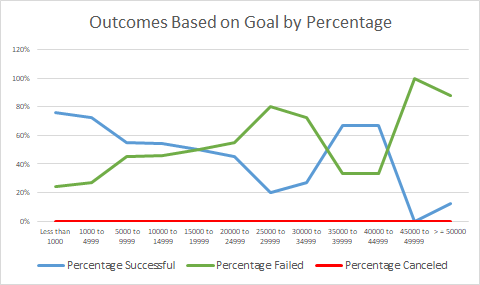 Outcomes Based on Goal by Percentage
120%
100%
80%
60%
40%
20%
0%
Less than 1000 to 5000 to 10000 to 15000 to 20000 to 25000 to 30000 to 35000 to 40000 to 45000 to > = 50000
1000 4999 9999 14999 19999 24999 29999 34999 39999 44999 49999
Percentage Successful Percentage Failed Percentage Canceled